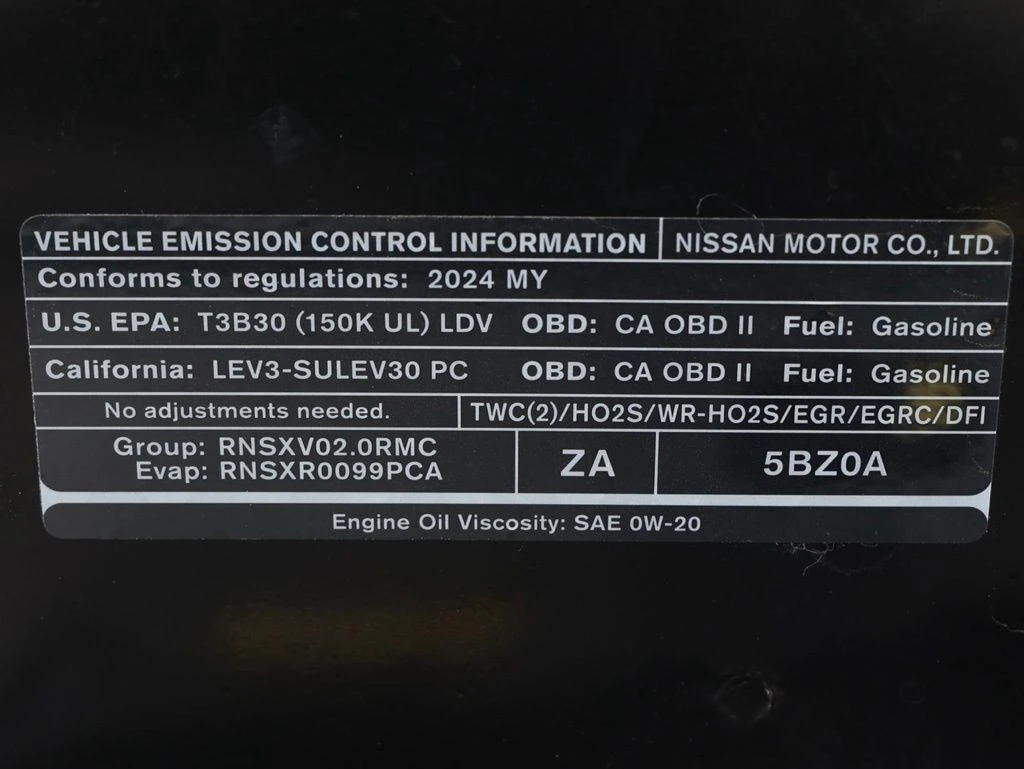 VEHICLE EMISSION CONTROL INFORMATION NISSAN MOTOR CO., LTD.
Conforms to regulations: 2024 MY
U.S. EPA: T3B30 (150K UL) LDV OBD: CA OBD II Fuel: Gasoline
California: LEV3-SULEV30 PC OBD: CA OBD II Fuel: Gasoline
No adjustments needed. TWC(2)/HO2S/WR-HO2S/EGR/EGRC/DFI
Group: RNSXV02.0RMC
Evap: RNSXR0099PCA
ZA 5BZ0A
Engine Oil Viscosity: SAE 0W-20